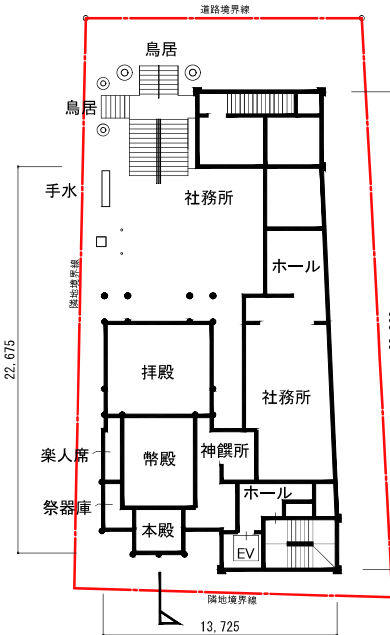 道路境界線
鳥居
鳥居
手水
社務所
ホール
隣地境界線
22,675
拝殿
社務所
楽人席
幣殿
神饌所
祭器庫
ホール
本殿
EV
隣地境界線
13,725